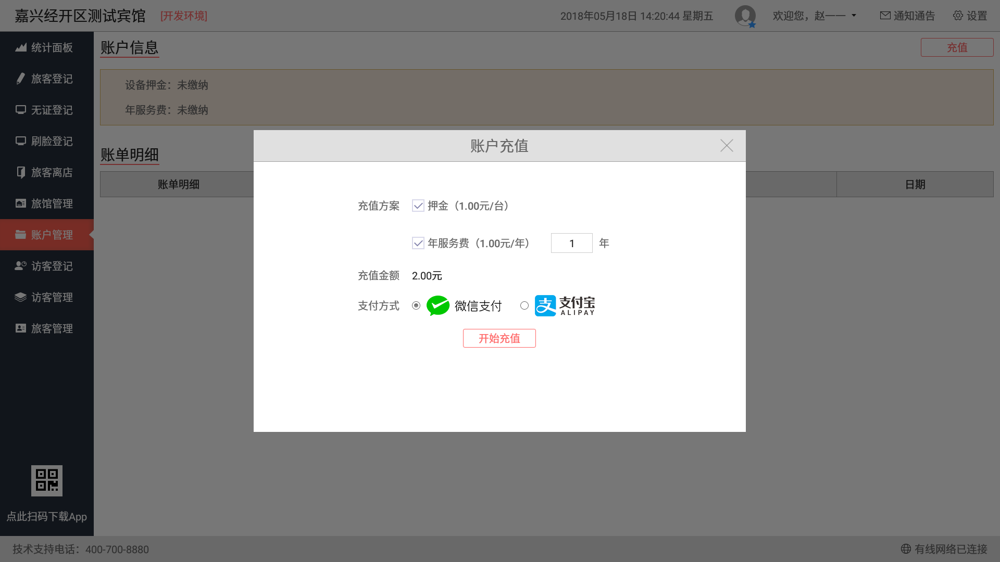 嘉兴经开区测试宾馆 [开发环境] 2018年05月18日 14:20:44 星期五 欢迎您，赵一一 通知通告 设置
统计面板
旅客登记
无证登记
刷脸登记
旅客离店
旅馆管理
账户管理
访客登记
访客管理
旅客管理
点此扫码下载App
账户信息 充值
设备押金：未缴纳
年服务费：未缴纳
账单明细
账单明细 日期
账户充值
充值方案 押金（1.00元/台）
年服务费（1.00元/年） 1 年
充值金额 2.00元
支付方式 微信支付 支 支付宝
ALIPAY
开始充值
技术支持电话：400-700-8880 有线网络已连接